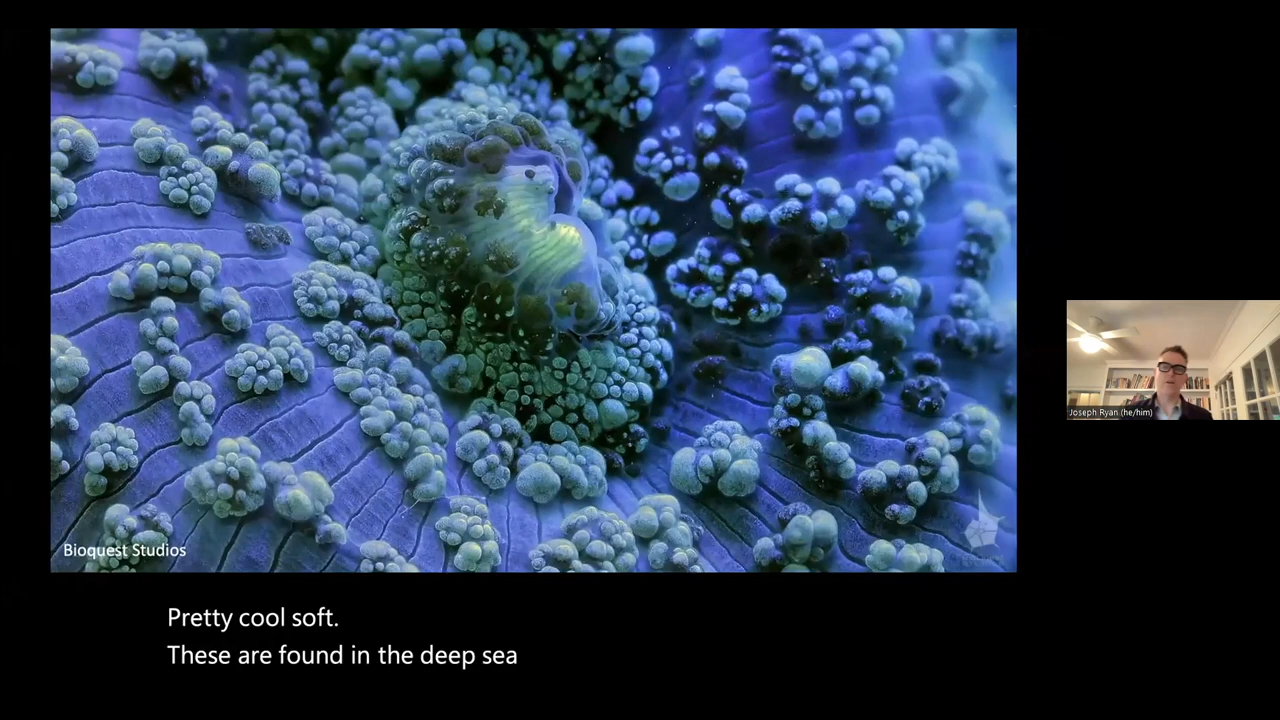 Bioquest Studios
Joseph Ryan (he/him)
Pretty cool soft.
These are found in the deep sea